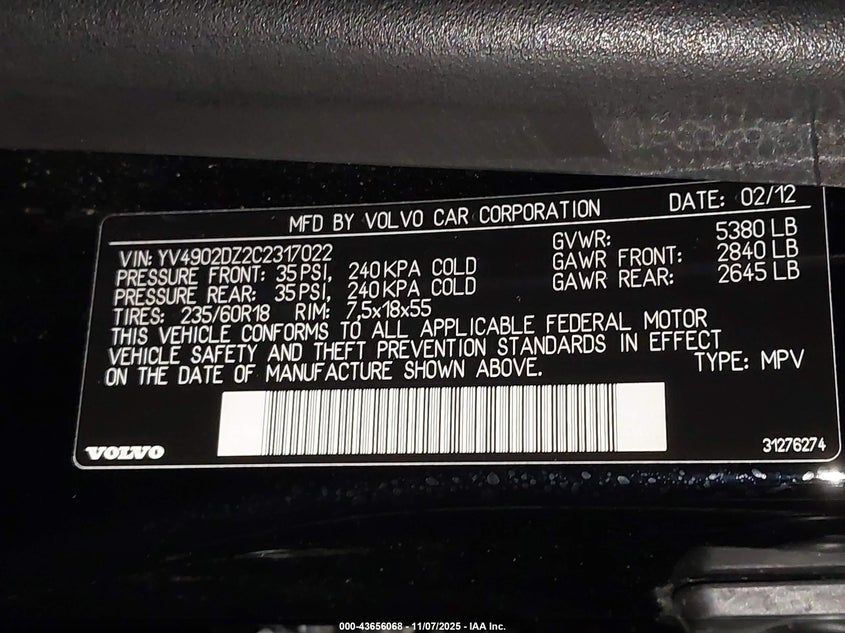 MFD BY VOLVO CAR CORPORATION DATE: 02/12
VIN: YV4902DZ2C2317022 GVWR: 5380 LB
PRESSURE FRONT: 35 PSI, 240 KPA COLD GAWR FRONT: 2840 LB
PRESSURE REAR: 35 PSI, 240 KPA COLD GAWR REAR: 2645 LB
TIRES: 235/60R18 RIM: 7,5x18x55
THIS VEHICLE CONFORMS TO ALL APPLICABLE FEDERAL MOTOR
VEHICLE SAFETY AND THEFT PREVENTION STANDARDS IN EFFECT
ON THE DATE OF MANUFACTURE SHOWN ABOVE. TYPE: MPV
VOLVO 31276274
000-43656068 - 11/07/2025 - IAA Inc.